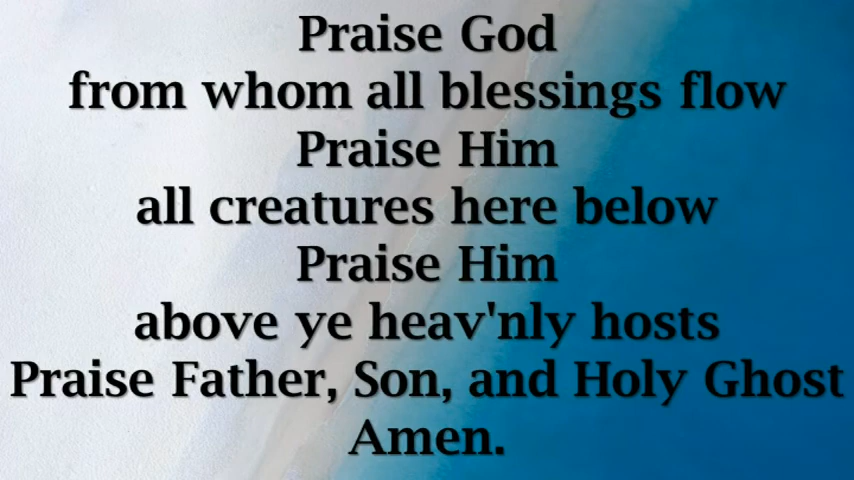 Praise God
from whom all blessings flow
Praise Him
all creatures here below
Praise Him
above ye heav'nly hosts
Praise Father, Son, and Holy Ghost
Amen.